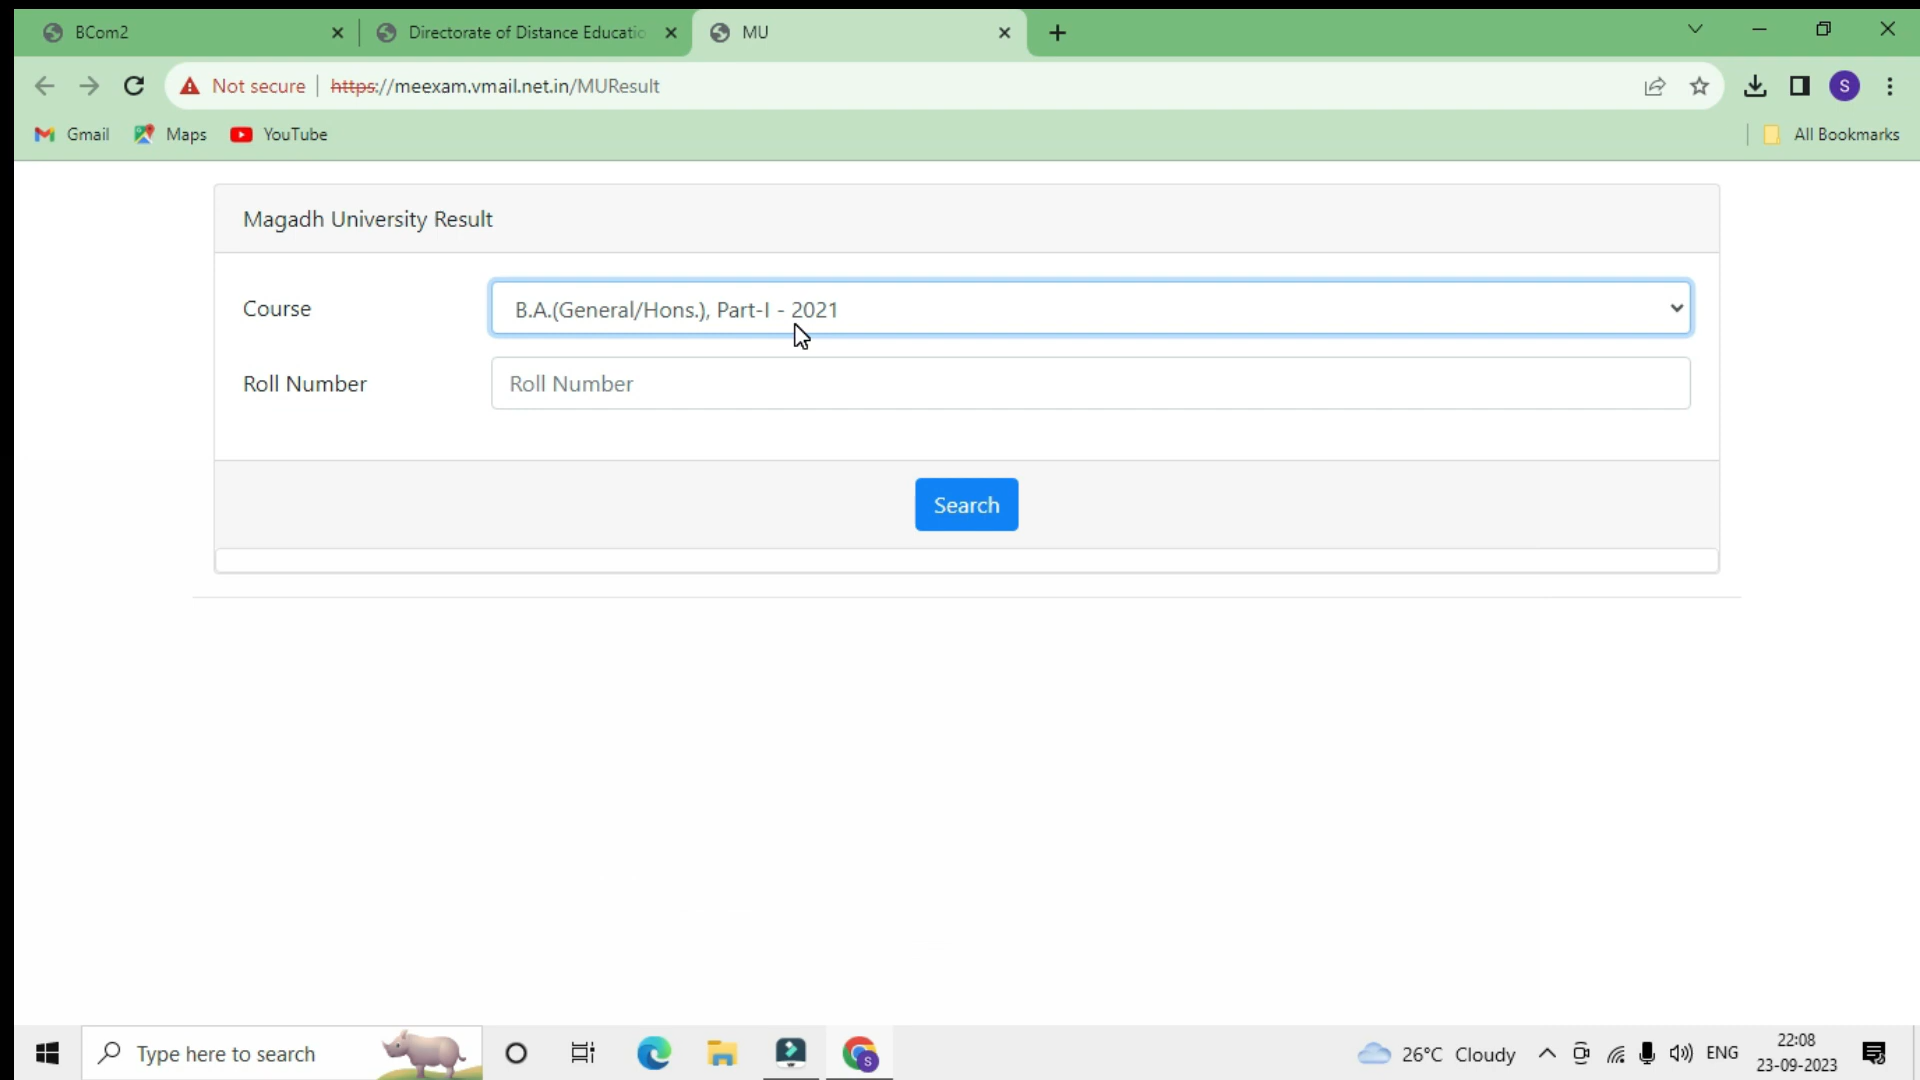 BCom2
Directorate of Distance Educatio
MU
Not secure
https://meexam.vmail.net.in/MUResult
S
Gmail
Maps
YouTube
All Bookmarks
Magadh University Result
Course
B.A.(General/Hons.), Part-I - 2021
Roll Number
Roll Number
Search
Type here to search
S
26°C Cloudy
ENG
22:08
23-09-2023